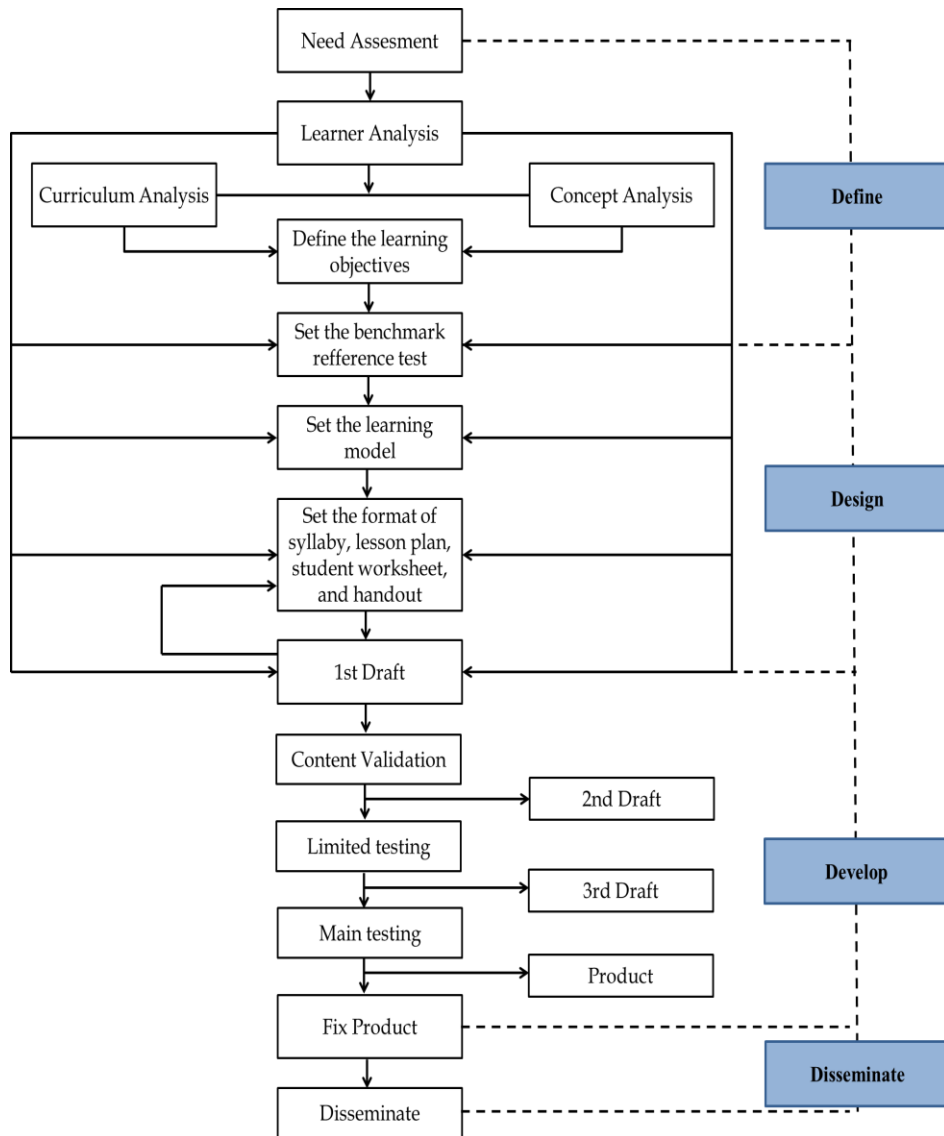 Need Assesment
Learner Analysis
Curriculum Analysis
Concept Analysis
Define
Define the learning
objectives
Set the benchmark
refference test
Set the learning
model
Design
Set the format of
syllaby, lesson plan,
student worksheet,
and handout
1st Draft
Content Validation
2nd Draft
Limited testing
Develop
3rd Draft
Main testing
Product
Fix Product
Disseminate
Disseminate